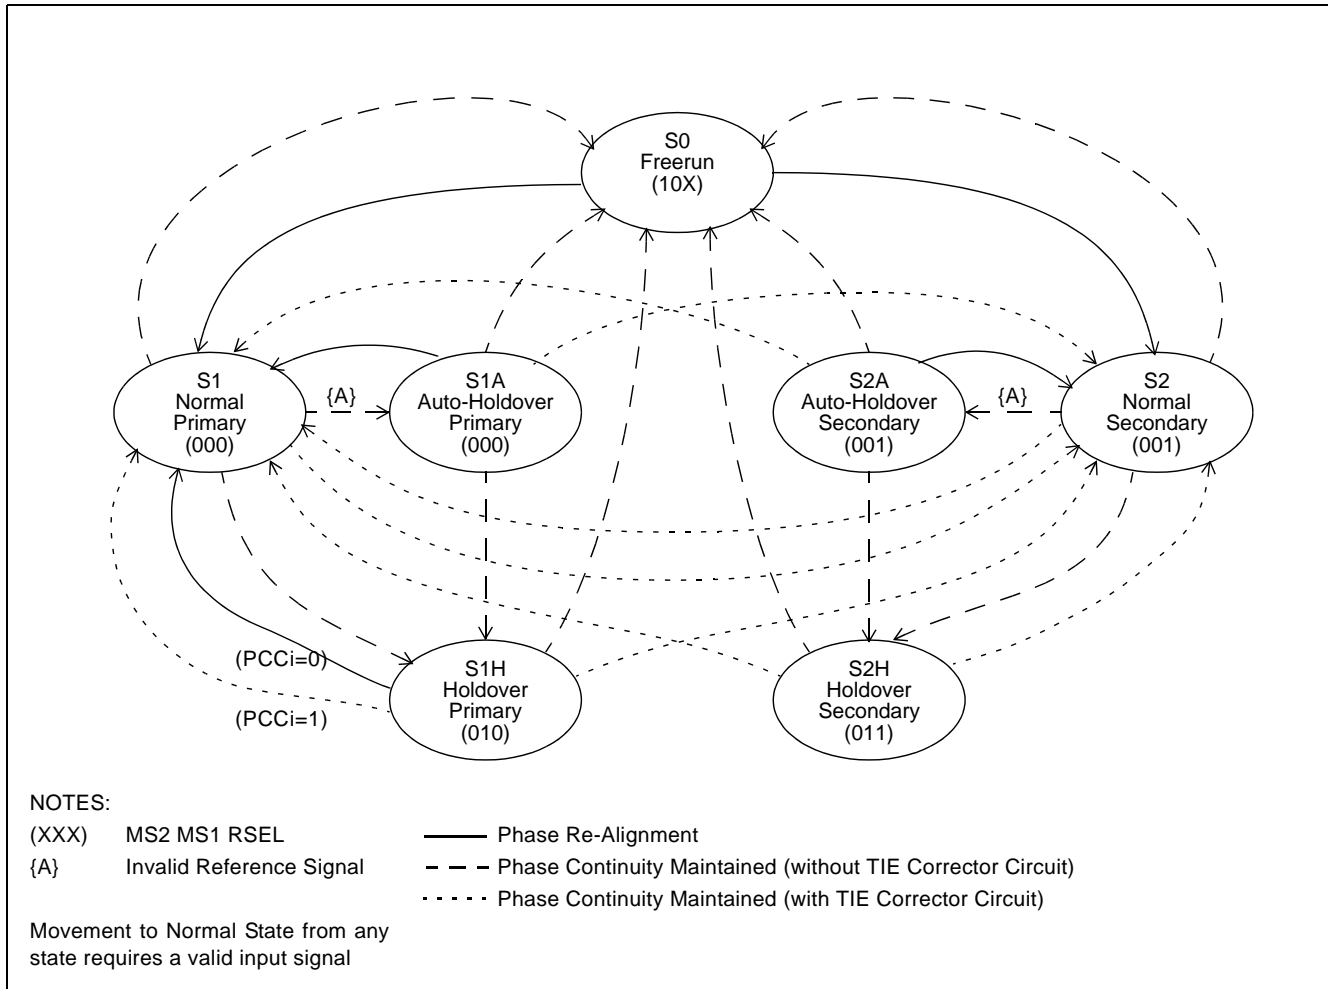 S0
Freerun
(10X)
S1
Normal
Primary
(000)
{A}
S1A
Auto-Holdover
Primary
(000)
S2A
Auto-Holdover
Secondary
(001)
{A}
S2
Normal
Secondary
(001)
(PCCi=0)
(PCCi=1)
S1H
Holdover
Primary
(010)
S2H
Holdover
Secondary
(011)
NOTES:
(XXX) MS2 MS1 RSEL
Phase Re-Alignment
{A} Invalid Reference Signal
Phase Continuity Maintained (without TIE Corrector Circuit)
Phase Continuity Maintained (with TIE Corrector Circuit)
Movement to Normal State from any
state requires a valid input signal